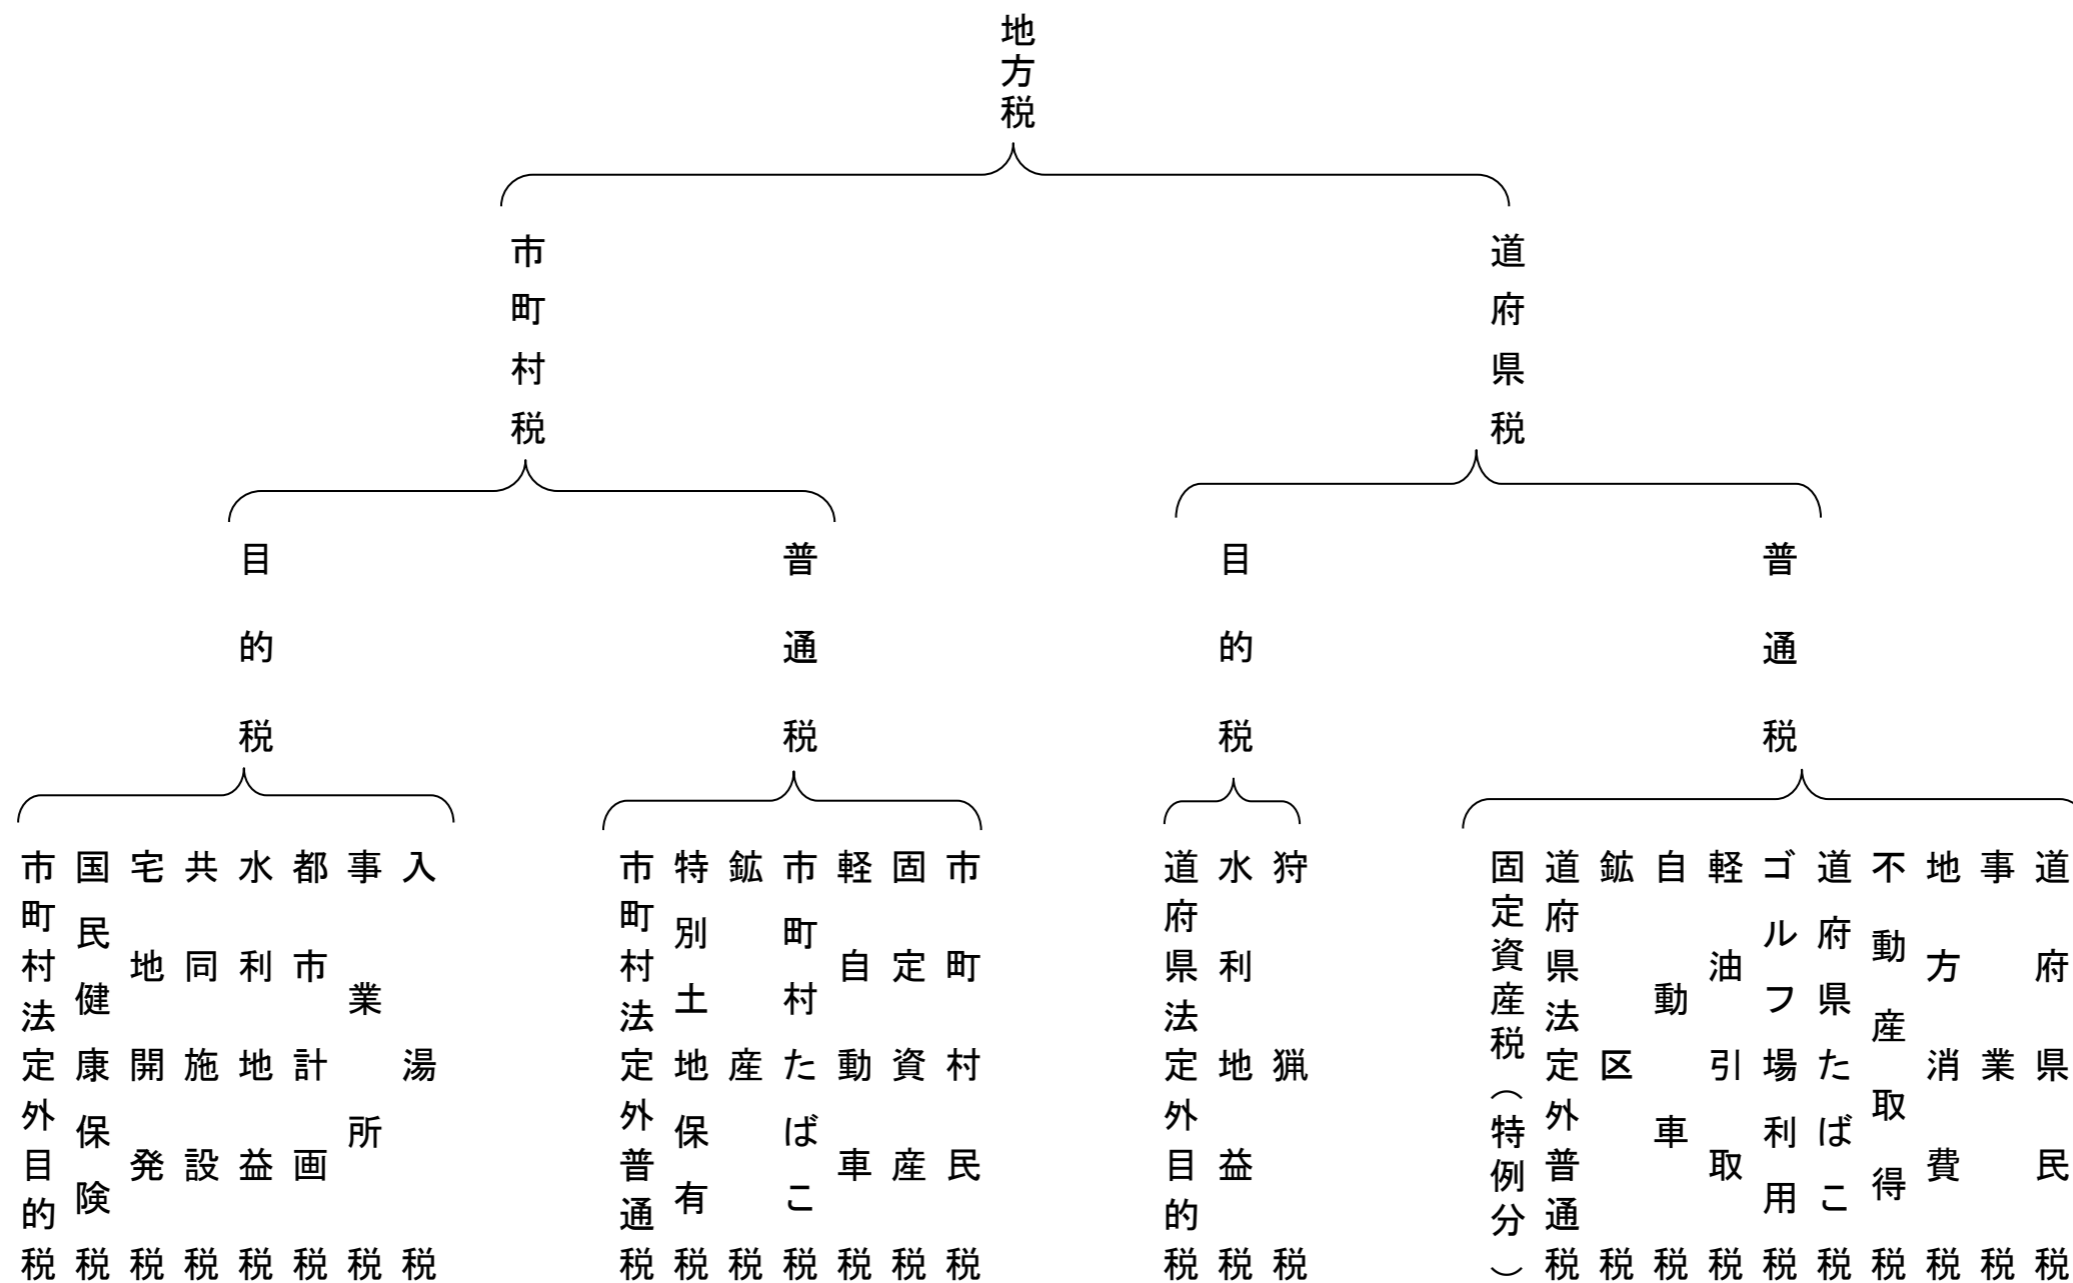 地方税
道府県税
市町村税
普通税
目的税
普通税
目的税
道府県民税
事業税
地方消費税
不動産取得税
道府県たばこ税
ゴルフ場利用税
軽油引取税
自動車税
鉱区税
道府県法定外普通税
固定資産税（特例分）
狩猟税
水利地益税
道府県法定外目的税
市町村民税
固定資産税
軽自動車税
市町村たばこ税
鉱産税
特別土地保有税
市町村法定外普通税
入湯税
事業所税
都市計画税
水利地益税
共同施設税
宅地開発税
国民健康保険税
市町村法定外目的税